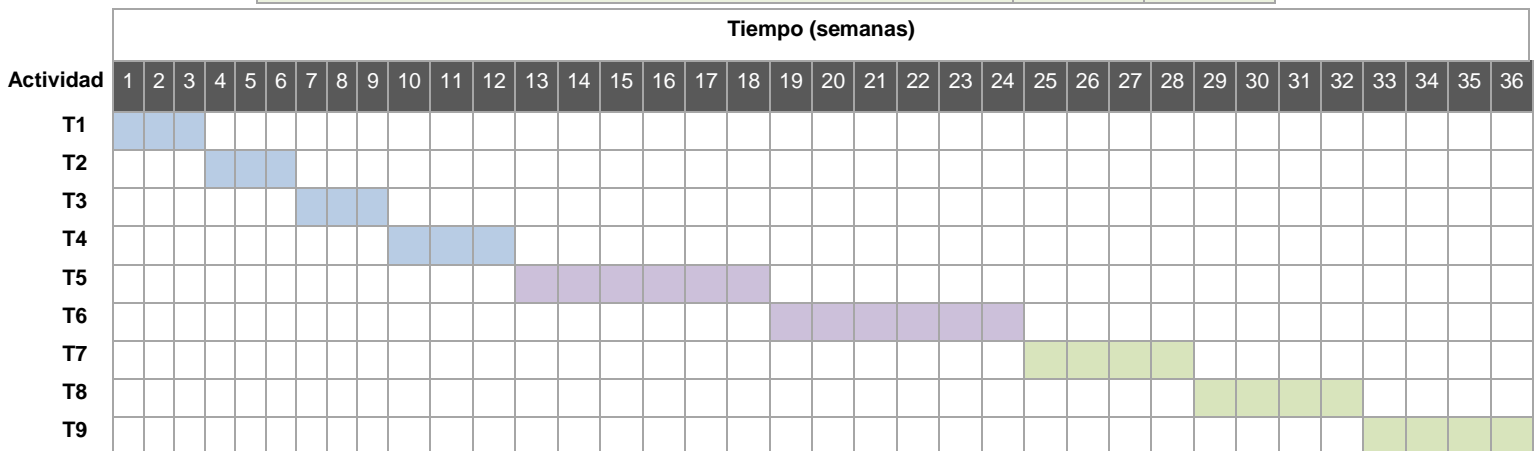 Tiempo (semanas)
Actividad 1 2 3 4 5 6 7 8 9 10 11 12 13 14 15 16 17 18 19 20 21 22 23 24 25 26 27 28 29 30 31 32 33 34 35 36
T1
T2
T3
T4
T5
T6
T7
T8
T9